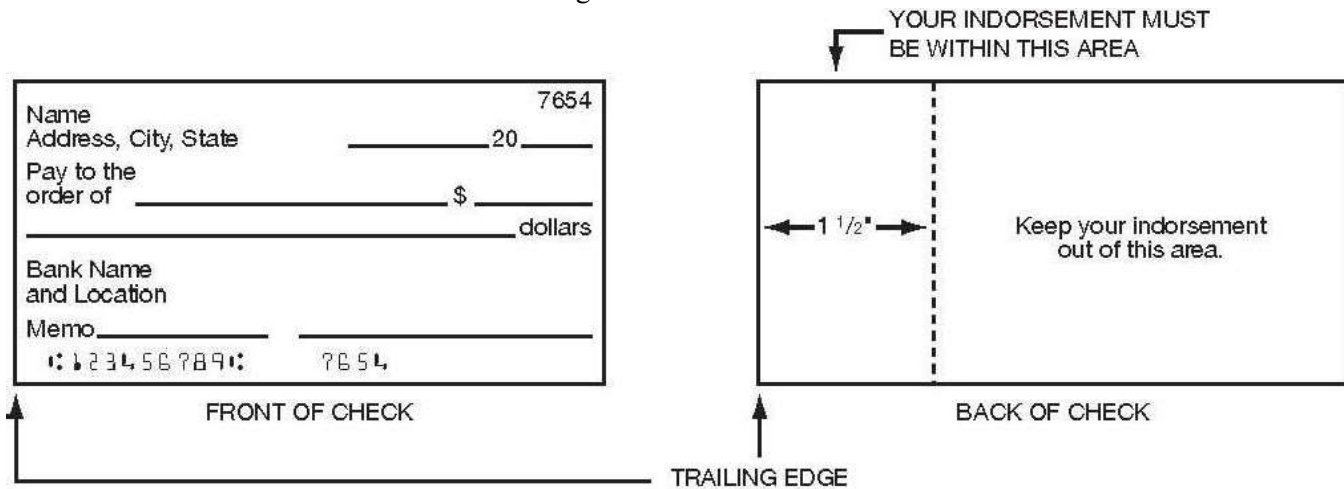 YOUR INDORSEMENT MUST
BE WITHIN THIS AREA
7654
Name
Address, City, State 20
Pay to the
order of $
dollars
Bank Name
and Location
Memo
⑆123456789⑆ 7654
FRONT OF CHECK
1 1/2"
Keep your indorsement
out of this area.
BACK OF CHECK
TRAILING EDGE